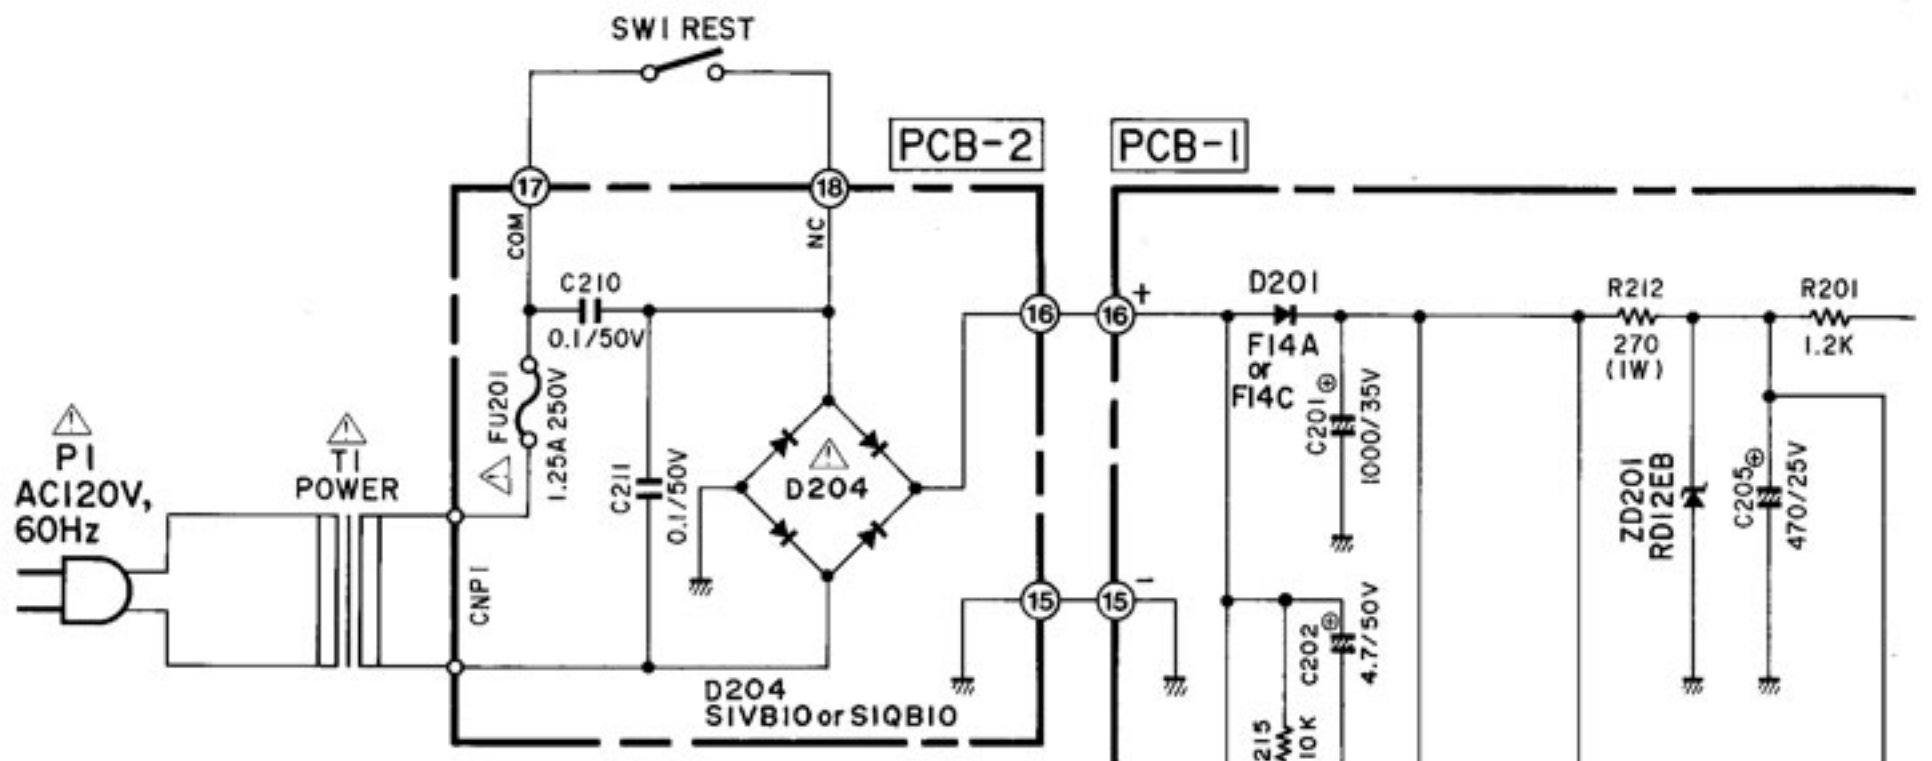 SW1 REST
PCB-2
PCB-1
17
18
COM
NC
C210
0.1/50V
16
16
+
D201
F14A
or
F14C
R212
270
(1W)
R201
1.2K
FU201
1.25A 250V
C211
0.1/50V
D204
C201
1000/35V
P1
AC120V,
60Hz
T1
POWER
ZD201
RD12EB
C205
470/25V
CNP1
15
15
-
C202
4.7/50V
D204
S1VB10 or S1QB10
215
10K